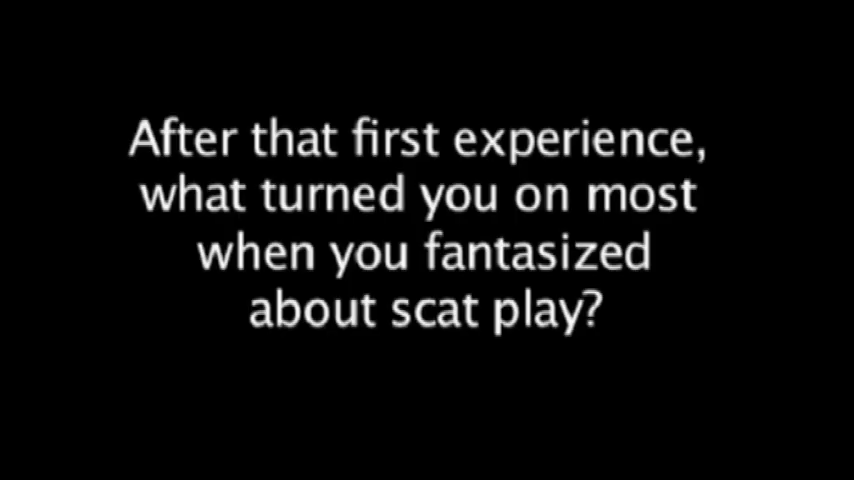 After that first experience,
what turned you on most
when you fantasized
about scat play?